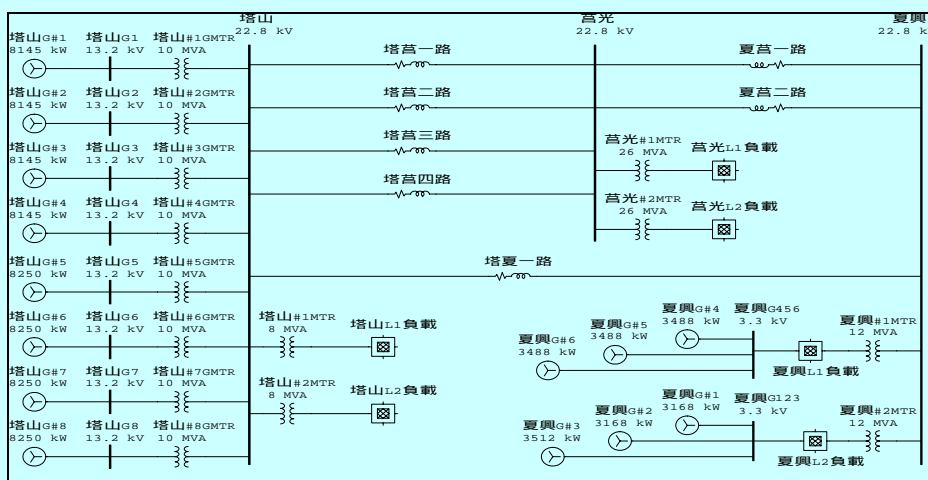 塔山
22.8 kV
莒光
22.8 kV
夏興
22.8 k
塔山G#1
8145 kW
塔山G1
13.2 kV
塔山#1GMTR
10 MVA
塔山G#2
8145 kW
塔山G2
13.2 kV
塔山#2GMTR
10 MVA
塔山G#3
8145 kW
塔山G3
13.2 kV
塔山#3GMTR
10 MVA
塔山G#4
8145 kW
塔山G4
13.2 kV
塔山#4GMTR
10 MVA
塔山G#5
8250 kW
塔山G5
13.2 kV
塔山#5GMTR
10 MVA
塔山G#6
8250 kW
塔山G6
13.2 kV
塔山#6GMTR
10 MVA
塔山G#7
8250 kW
塔山G7
13.2 kV
塔山#7GMTR
10 MVA
塔山G#8
8250 kW
塔山G8
13.2 kV
塔山#8GMTR
10 MVA
塔莒一路
塔莒二路
塔莒三路
塔莒四路
夏莒一路
夏莒二路
莒光#1MTR
26 MVA
莒光L1負載
莒光#2MTR
26 MVA
莒光L2負載
塔夏一路
塔山#1MTR
8 MVA
塔山L1負載
塔山#2MTR
8 MVA
塔山L2負載
夏興G#4
3488 kW
夏興G456
3.3 kV
夏興G#5
3488 kW
夏興G#6
3488 kW
夏興#1MTR
12 MVA
夏興L1負載
夏興G#1
3168 kW
夏興G123
3.3 kV
夏興G#2
3168 kW
夏興G#3
3512 kW
夏興#2MTR
12 MVA
夏興L2負載